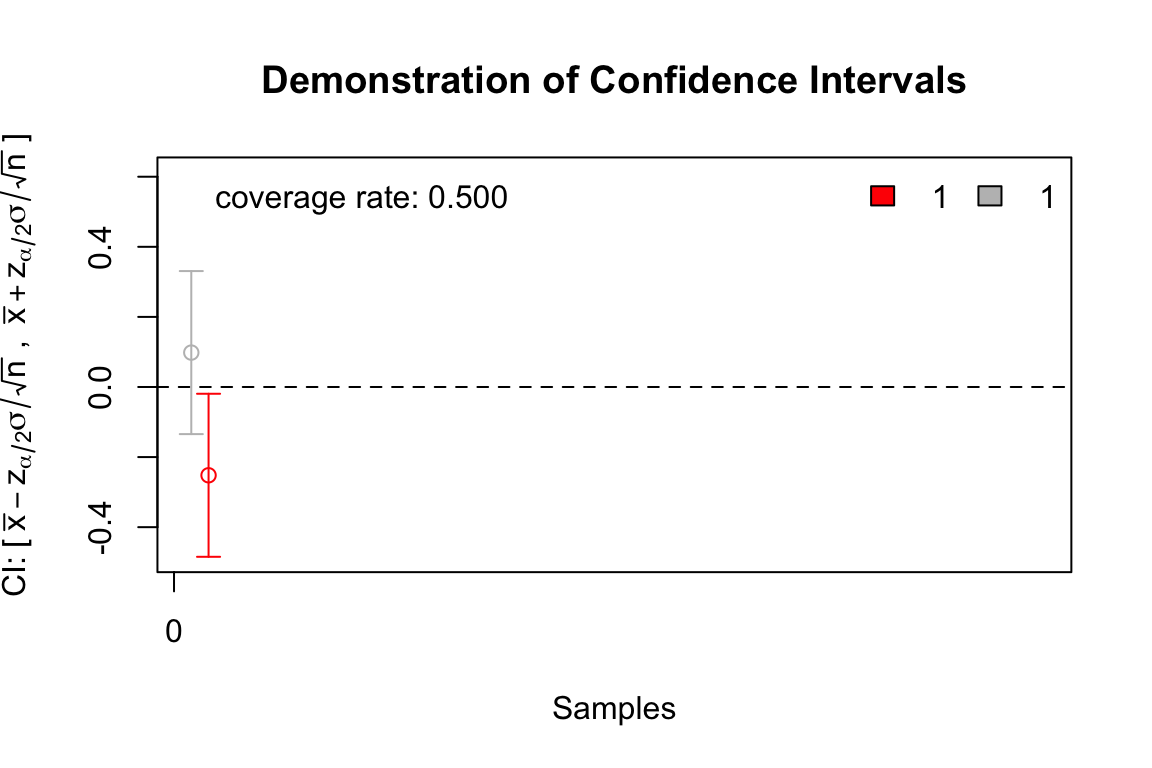 Demonstration of Confidence Intervals
CI: [ x̅ − zα/2σ/√n , x̅ + zα/2σ/√n ]
coverage rate: 0.500
1
1
0.4
0.0
-0.4
0
Samples